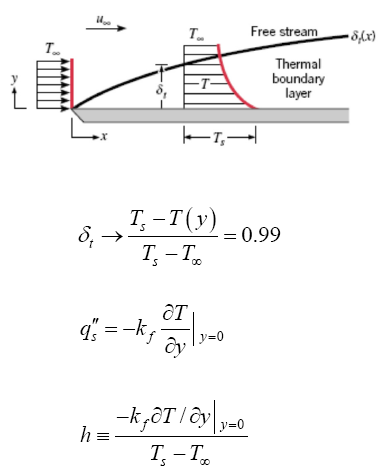 u∞
T∞
T∞
Free stream
δt(x)
y
δt
T
Thermal
boundary
layer
x
Ts
δt → (Ts − T(y)) / (Ts − T∞) = 0.99
q″s = −kf ∂T/∂y |y=0
h ≡ (−kf ∂T/∂y|y=0) / (Ts − T∞)